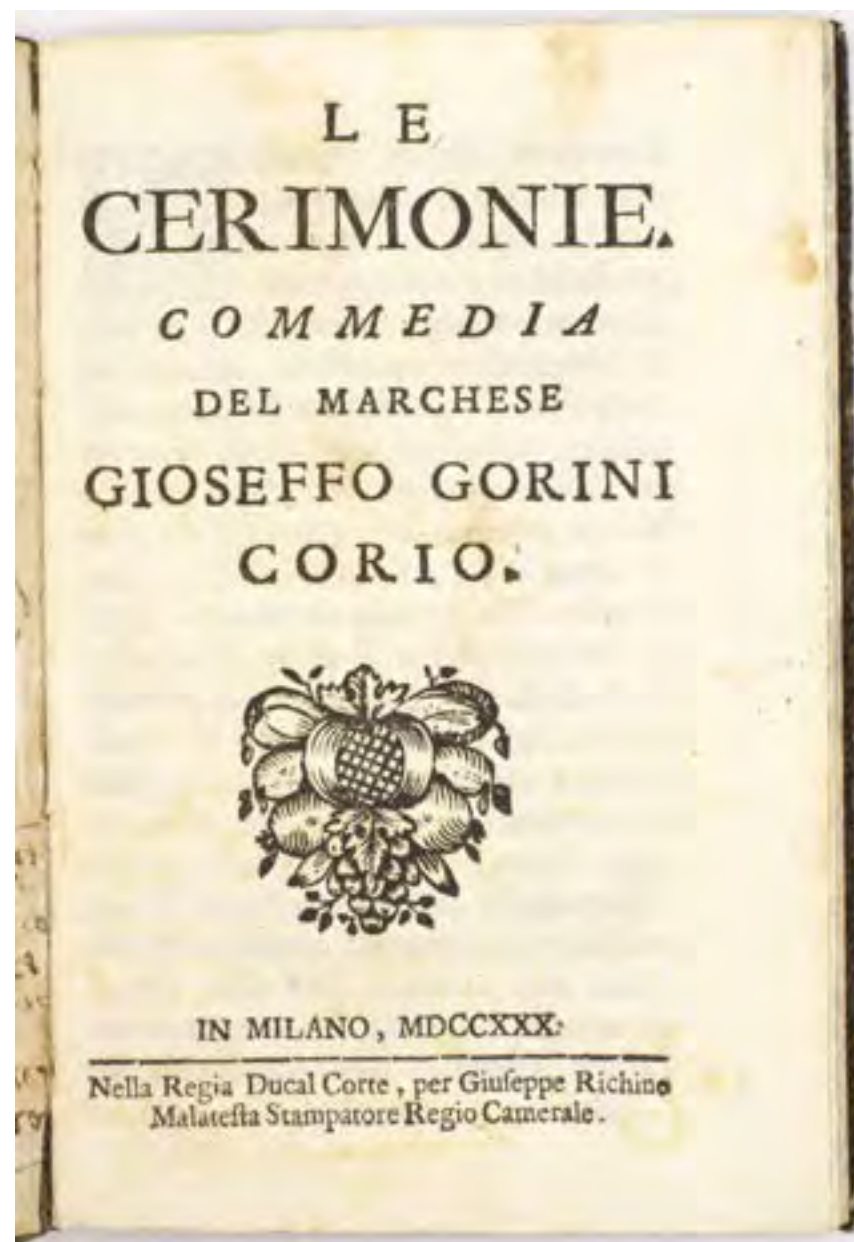 LE
CERIMONIE.
COMMEDIA
DEL MARCHESE
GIOSEFFO GORINI
CORIO.
IN MILANO, MDCCXXX.
Nella Regia Ducal Corte, per Giuſeppe Richino
Malateſta Stampatore Regio Camerale.